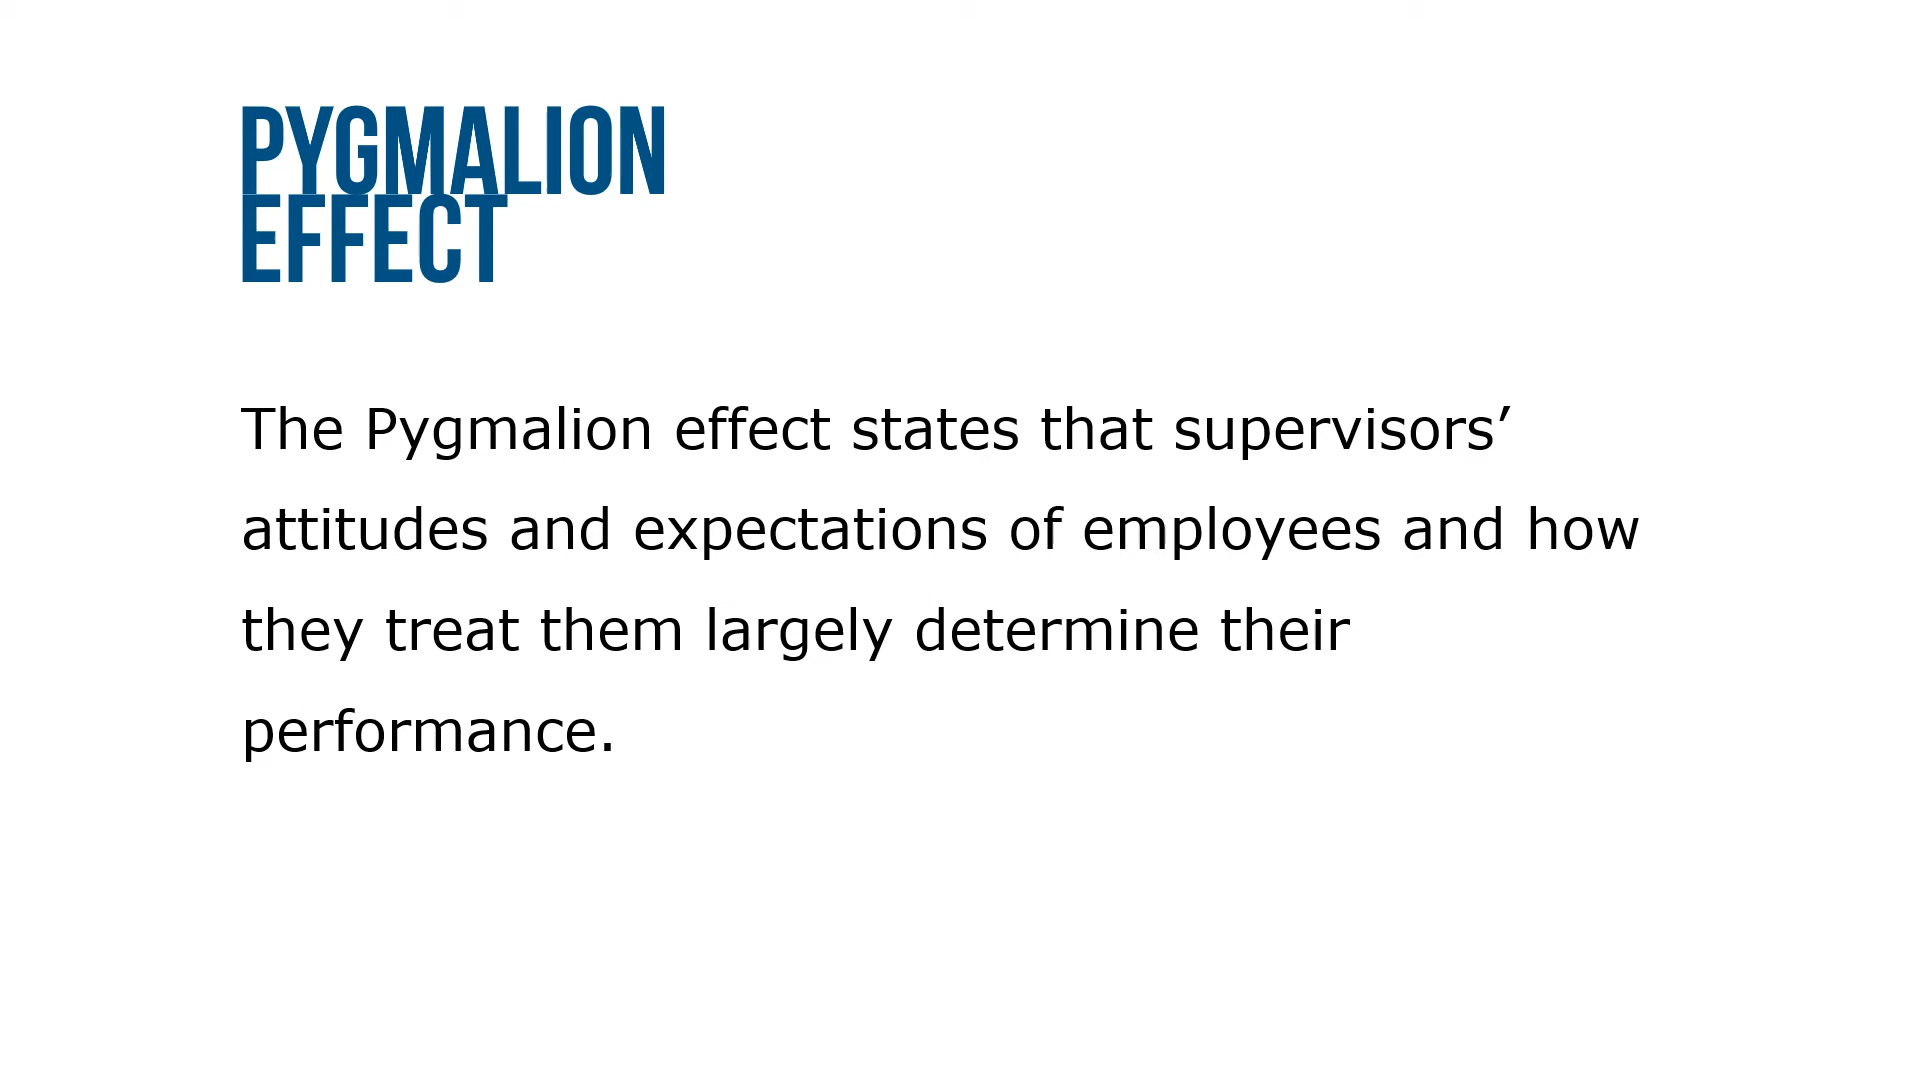 PYGMALION
EFFECT
The Pygmalion effect states that supervisors’
attitudes and expectations of employees and how
they treat them largely determine their
performance.